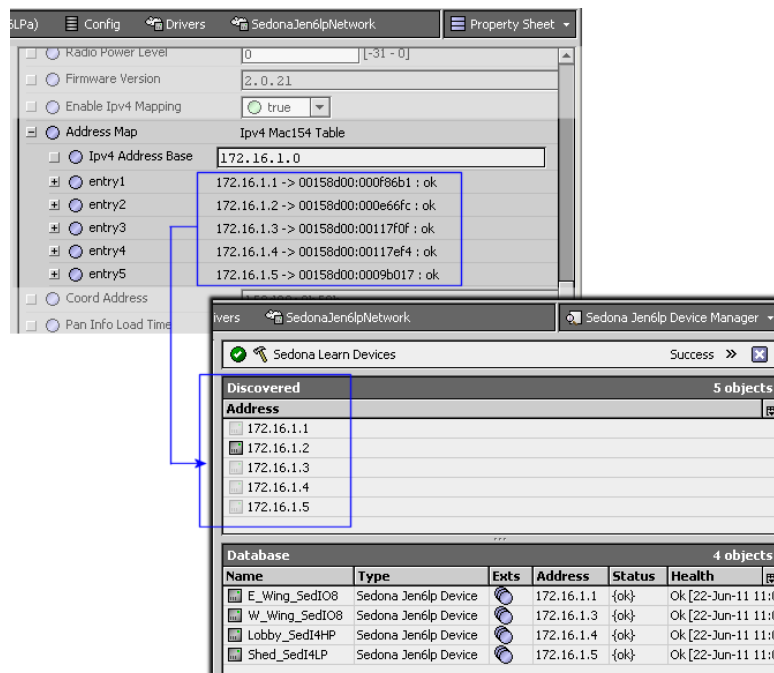 6LPa) Config Drivers SedonaJen6lpNetwork Property Sheet
Radio Power Level 0 [-31 - 0]
Firmware Version 2.0.21
Enable Ipv4 Mapping true
Address Map Ipv4 Mac154 Table
Ipv4 Address Base 172.16.1.0
entry1 172.16.1.1 -> 00158d00:000f86b1 : ok
entry2 172.16.1.2 -> 00158d00:000e66fc : ok
entry3 172.16.1.3 -> 00158d00:00117f0f : ok
entry4 172.16.1.4 -> 00158d00:00117ef4 : ok
entry5 172.16.1.5 -> 00158d00:0009b017 : ok
Coord Address
Pan Info Load Time
ivers SedonaJen6lpNetwork Sedona Jen6lp Device Manager
Sedona Learn Devices Success »
Discovered 5 objects
Address
172.16.1.1
172.16.1.2
172.16.1.3
172.16.1.4
172.16.1.5
Database 4 objects
Name Type Exts Address Status Health
E_Wing_SedIO8 Sedona Jen6lp Device 172.16.1.1 {ok} Ok [22-Jun-11 11:
W_Wing_SedIO8 Sedona Jen6lp Device 172.16.1.3 {ok} Ok [22-Jun-11 11:
Lobby_SedI4HP Sedona Jen6lp Device 172.16.1.4 {ok} Ok [22-Jun-11 11:
Shed_SedI4LP Sedona Jen6lp Device 172.16.1.5 {ok} Ok [22-Jun-11 11: